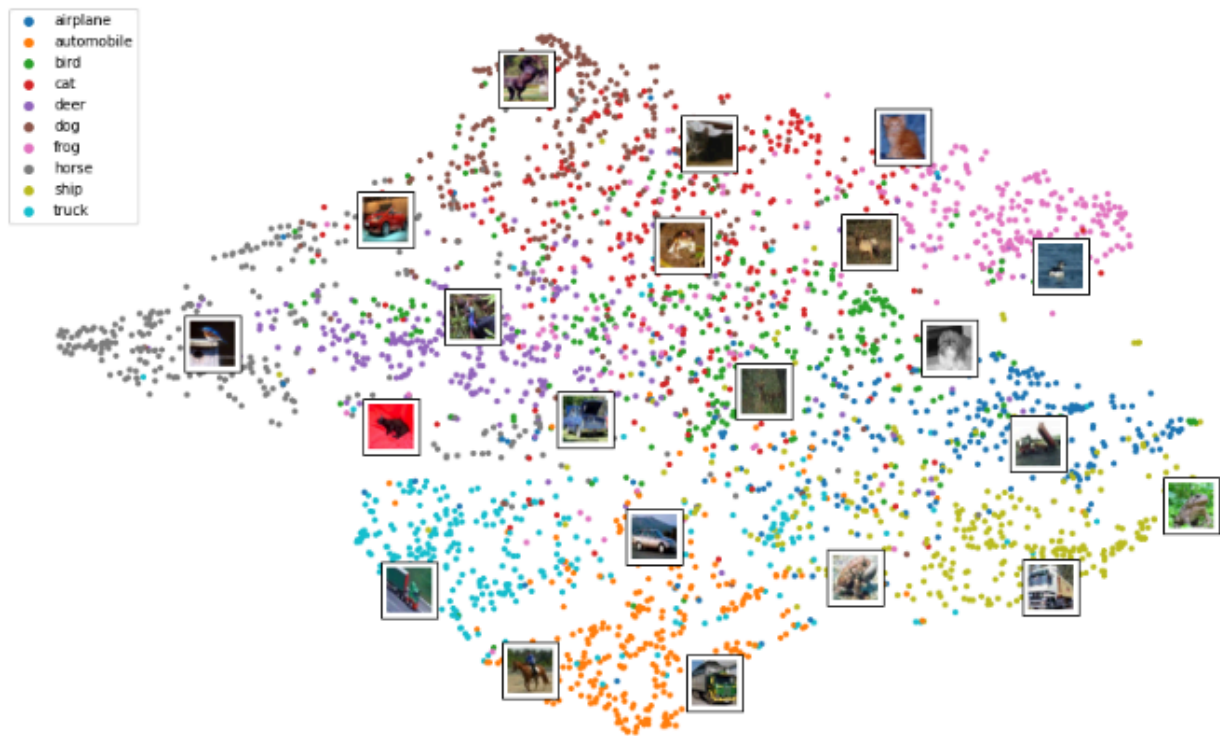 airplane
automobile
bird
cat
deer
dog
frog
horse
ship
truck